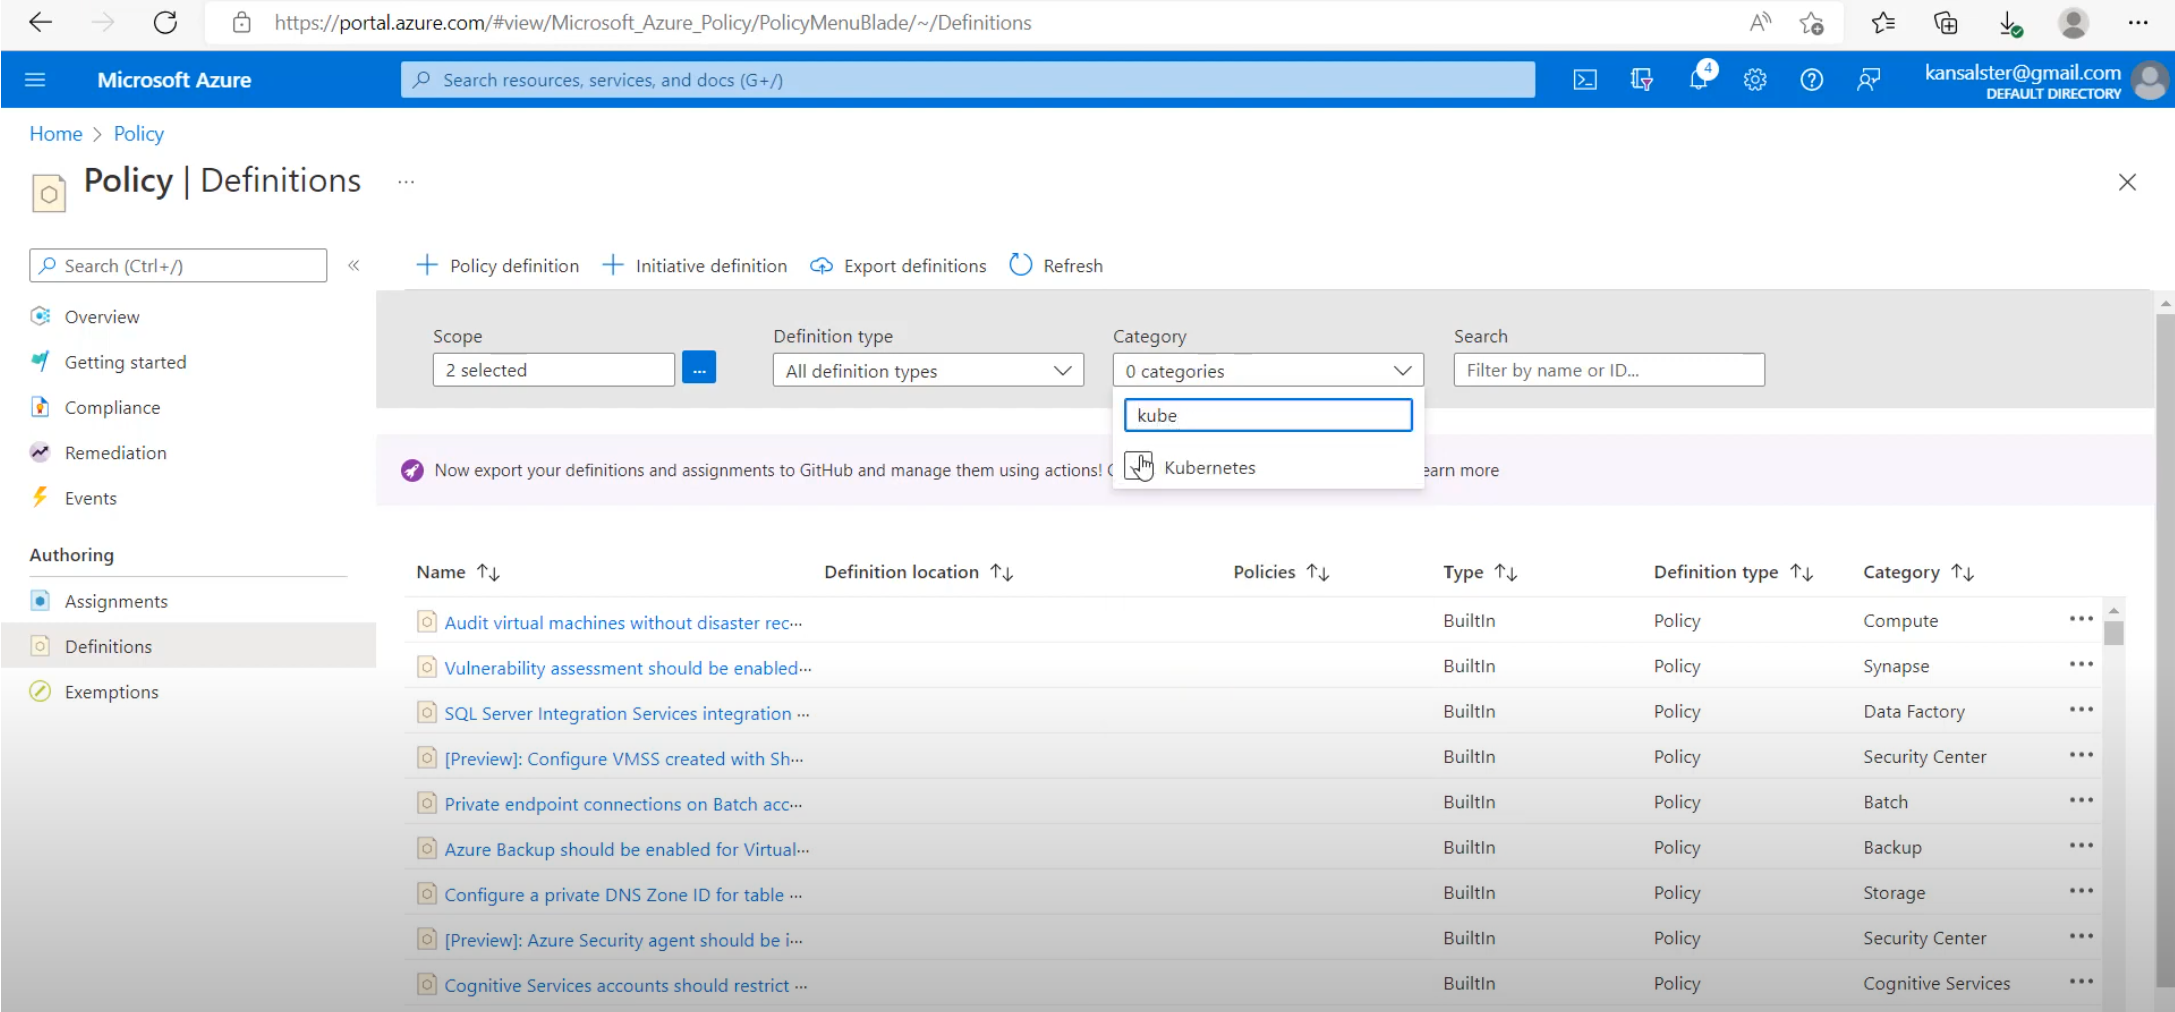 https://portal.azure.com/#view/Microsoft_Azure_Policy/PolicyMenuBlade/~/Definitions
Microsoft Azure
Search resources, services, and docs (G+/)
4
kansalster@gmail.com
DEFAULT DIRECTORY
Home > Policy
Policy | Definitions ...
Search (Ctrl+/)
«
Overview
Getting started
Compliance
Remediation
Events
Authoring
Assignments
Definitions
Exemptions
+ Policy definition + Initiative definition Export definitions Refresh
Scope Definition type Category Search
2 selected ... All definition types 0 categories Filter by name or ID...
kube
Kubernetes
Now export your definitions and assignments to GitHub and manage them using actions! earn more
Name ↑↓ Definition location ↑↓ Policies ↑↓ Type ↑↓ Definition type ↑↓ Category ↑↓
Audit virtual machines without disaster rec... BuiltIn Policy Compute ...
Vulnerability assessment should be enabled... BuiltIn Policy Synapse ...
SQL Server Integration Services integration ... BuiltIn Policy Data Factory ...
[Preview]: Configure VMSS created with Sh... BuiltIn Policy Security Center ...
Private endpoint connections on Batch acc... BuiltIn Policy Batch ...
Azure Backup should be enabled for Virtual... BuiltIn Policy Backup ...
Configure a private DNS Zone ID for table ... BuiltIn Policy Storage ...
[Preview]: Azure Security agent should be i... BuiltIn Policy Security Center ...
Cognitive Services accounts should restrict ... BuiltIn Policy Cognitive Services ...